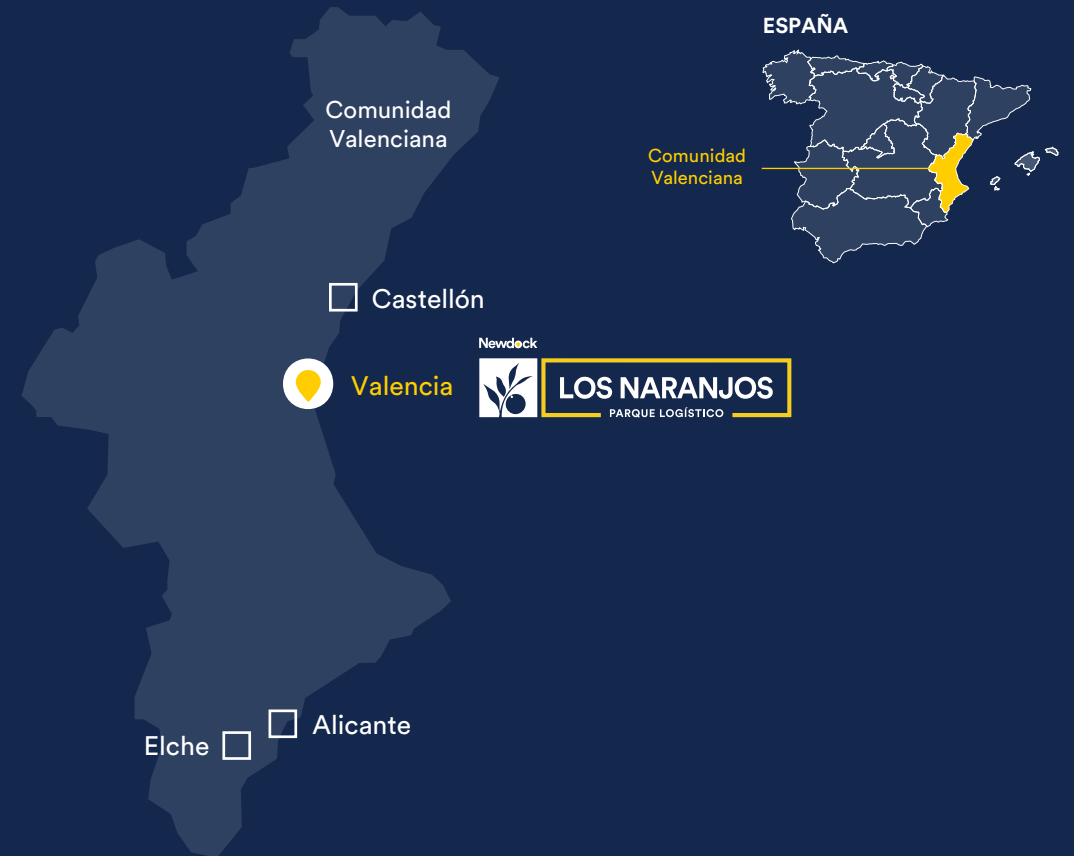 ESPAÑA
Comunidad
Valenciana
Comunidad
Valenciana
Castellón
Newdock
Valencia
LOS NARANJOS
PARQUE LOGÍSTICO
Alicante
Elche